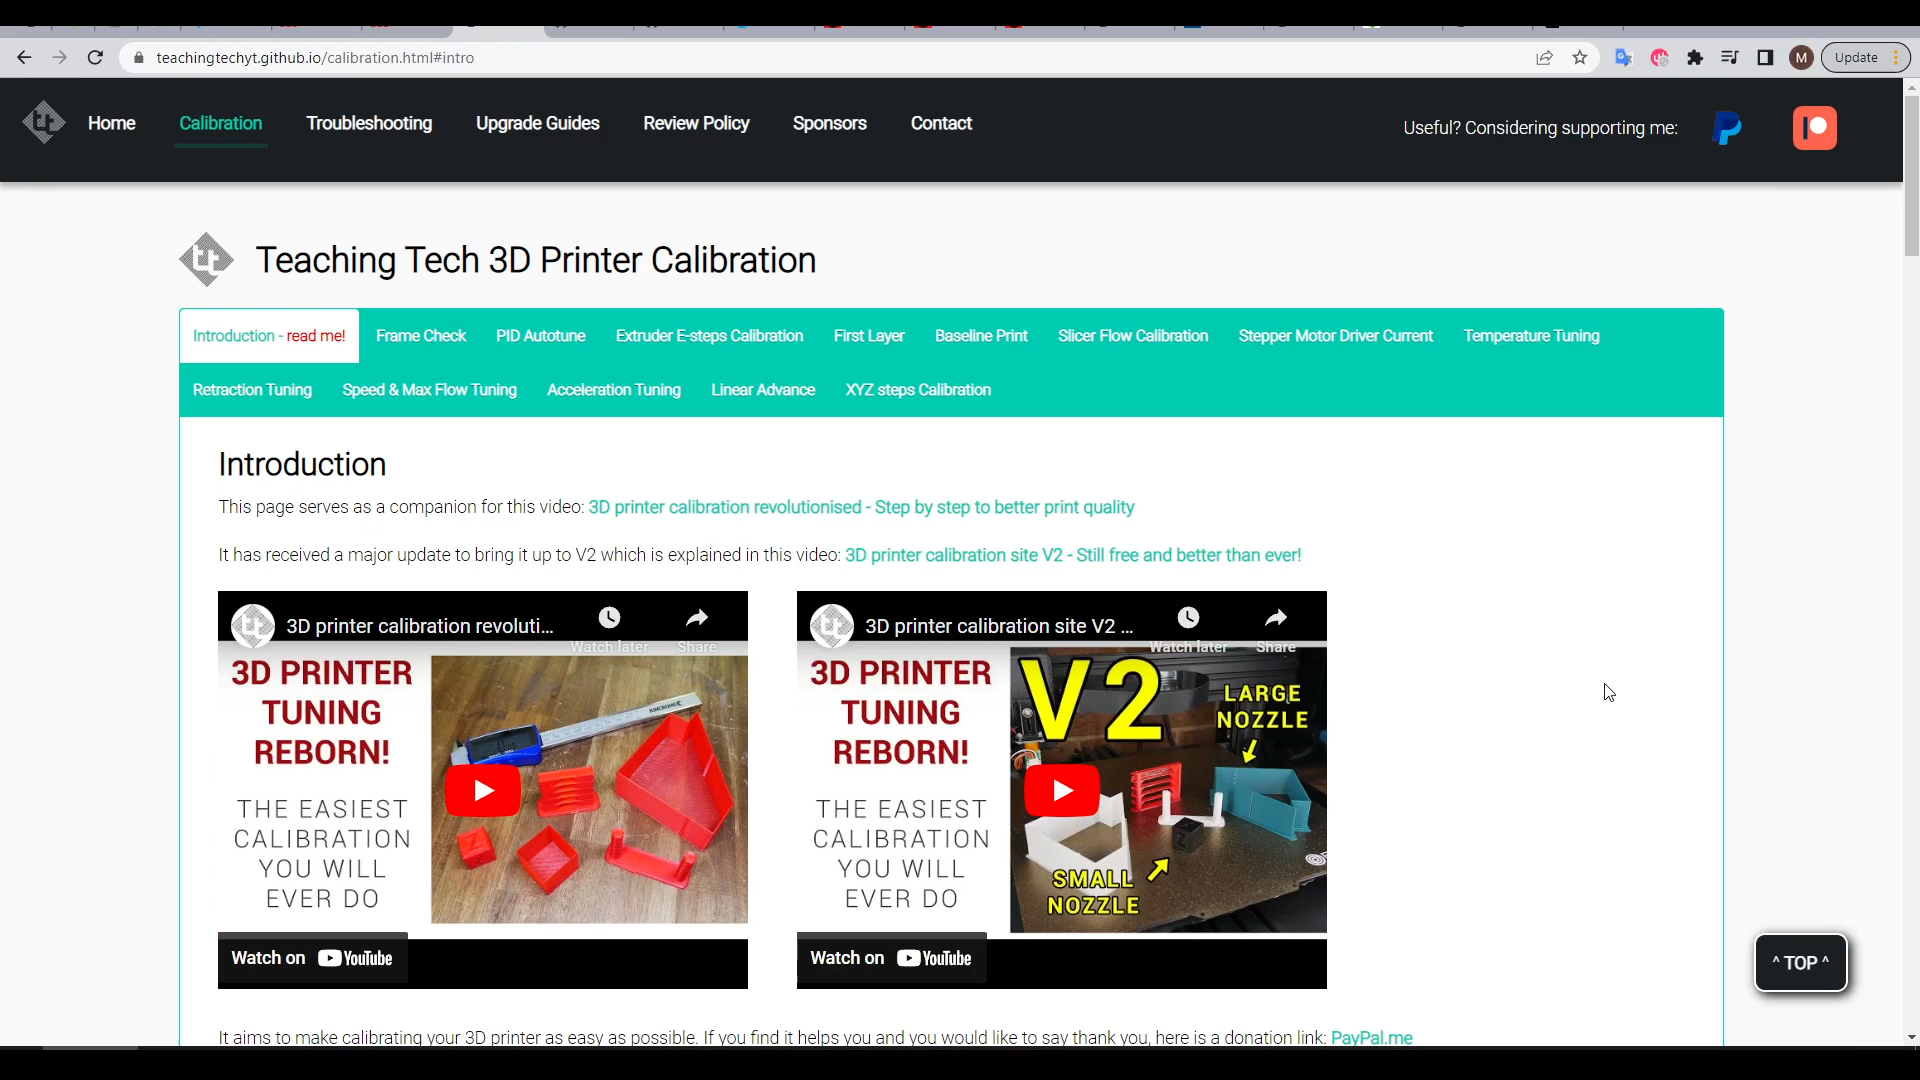 teachingtechyt.github.io/calibration.html#intro
M
Update
Home
Calibration
Troubleshooting
Upgrade Guides
Review Policy
Sponsors
Contact
Useful? Considering supporting me:
Teaching Tech 3D Printer Calibration
Introduction - read me!
Frame Check
PID Autotune
Extruder E-steps Calibration
First Layer
Baseline Print
Slicer Flow Calibration
Stepper Motor Driver Current
Temperature Tuning
Retraction Tuning
Speed & Max Flow Tuning
Acceleration Tuning
Linear Advance
XYZ steps Calibration
Introduction
This page serves as a companion for this video: 3D printer calibration revolutionised - Step by step to better print quality
It has received a major update to bring it up to V2 which is explained in this video: 3D printer calibration site V2 - Still free and better than ever!
3D printer calibration revoluti...
Watch later
Share
3D PRINTER
TUNING
REBORN!
THE EASIEST
CALIBRATION
YOU WILL
EVER DO
Watch on YouTube
3D printer calibration site V2 ...
Watch later
Share
3D PRINTER
TUNING
REBORN!
THE EASIEST
CALIBRATION
YOU WILL
EVER DO
V2
LARGE
NOZZLE
SMALL
NOZZLE
Watch on YouTube
^ TOP ^
It aims to make calibrating your 3D printer as easy as possible. If you find it helps you and you would like to say thank you, here is a donation link: PayPal.me